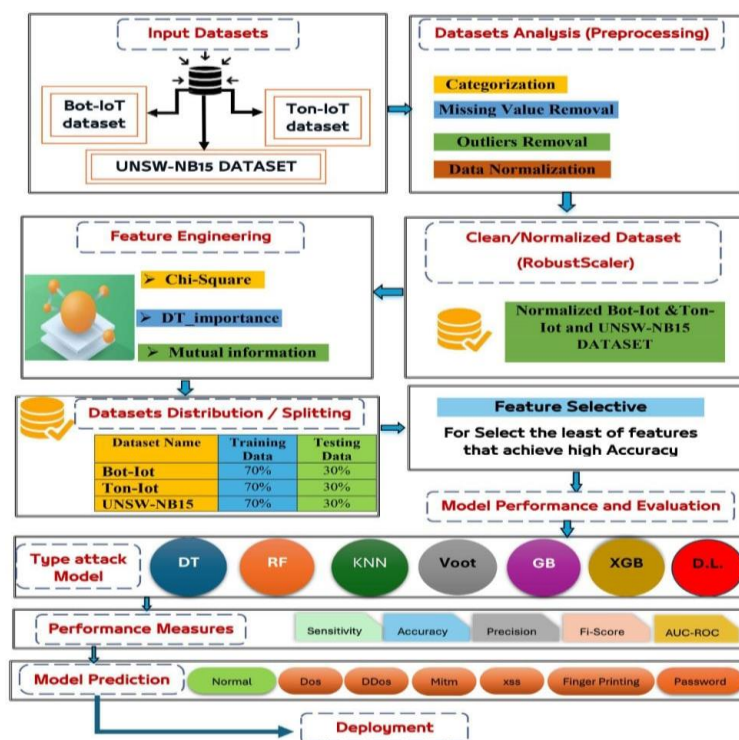 Input Datasets
Bot-IoT
dataset
Ton-IoT
dataset
UNSW-NB15 DATASET
Datasets Analysis (Preprocessing)
Categorization
Missing Value Removal
Outliers Removal
Data Normalization
Clean/Normalized Dataset
(RobustScaler)
Normalized Bot-Iot &Ton-
Iot and UNSW-NB15
DATASET
Feature Engineering
➢ Chi-Square
➢ DT_importance
➢ Mutual information
Datasets Distribution / Splitting
Dataset Name Training Data Testing Data
Bot-Iot 70% 30%
Ton-Iot 70% 30%
UNSW-NB15 70% 30%
Feature Selective
For Select the least of features
that achieve high Accuracy
Model Performance and Evaluation
Type attack
Model
DT RF KNN Voot GB XGB D.L.
Performance Measures
Sensitivity Accuracy Precision Fi-Score AUC-ROC
Model Prediction
Normal Dos DDos Mitm xss Finger Printing Password
Deployment